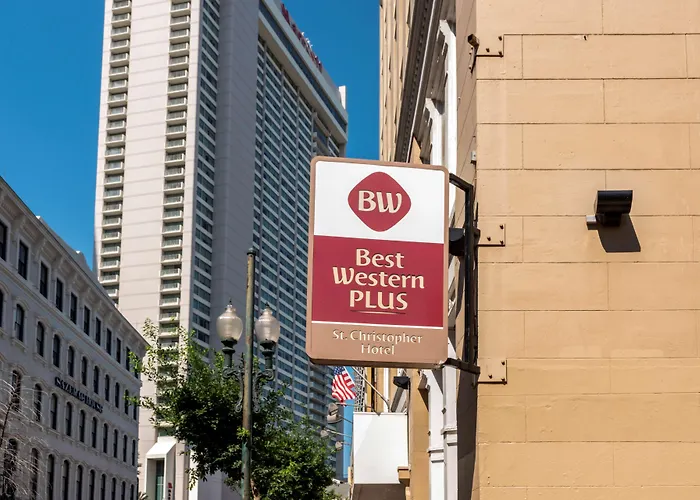 BW
Best
Western
PLUS
St. Christopher
Hotel